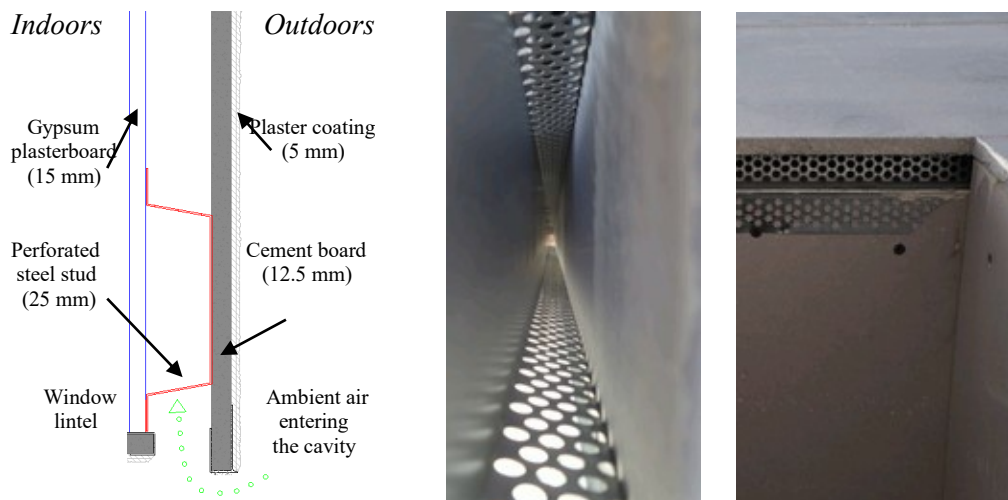 Indoors
Outdoors
Gypsum
plasterboard
(15 mm)
Plaster coating
(5 mm)
Perforated
steel stud
(25 mm)
Cement board
(12.5 mm)
Window
lintel
Ambient air
entering
the cavity